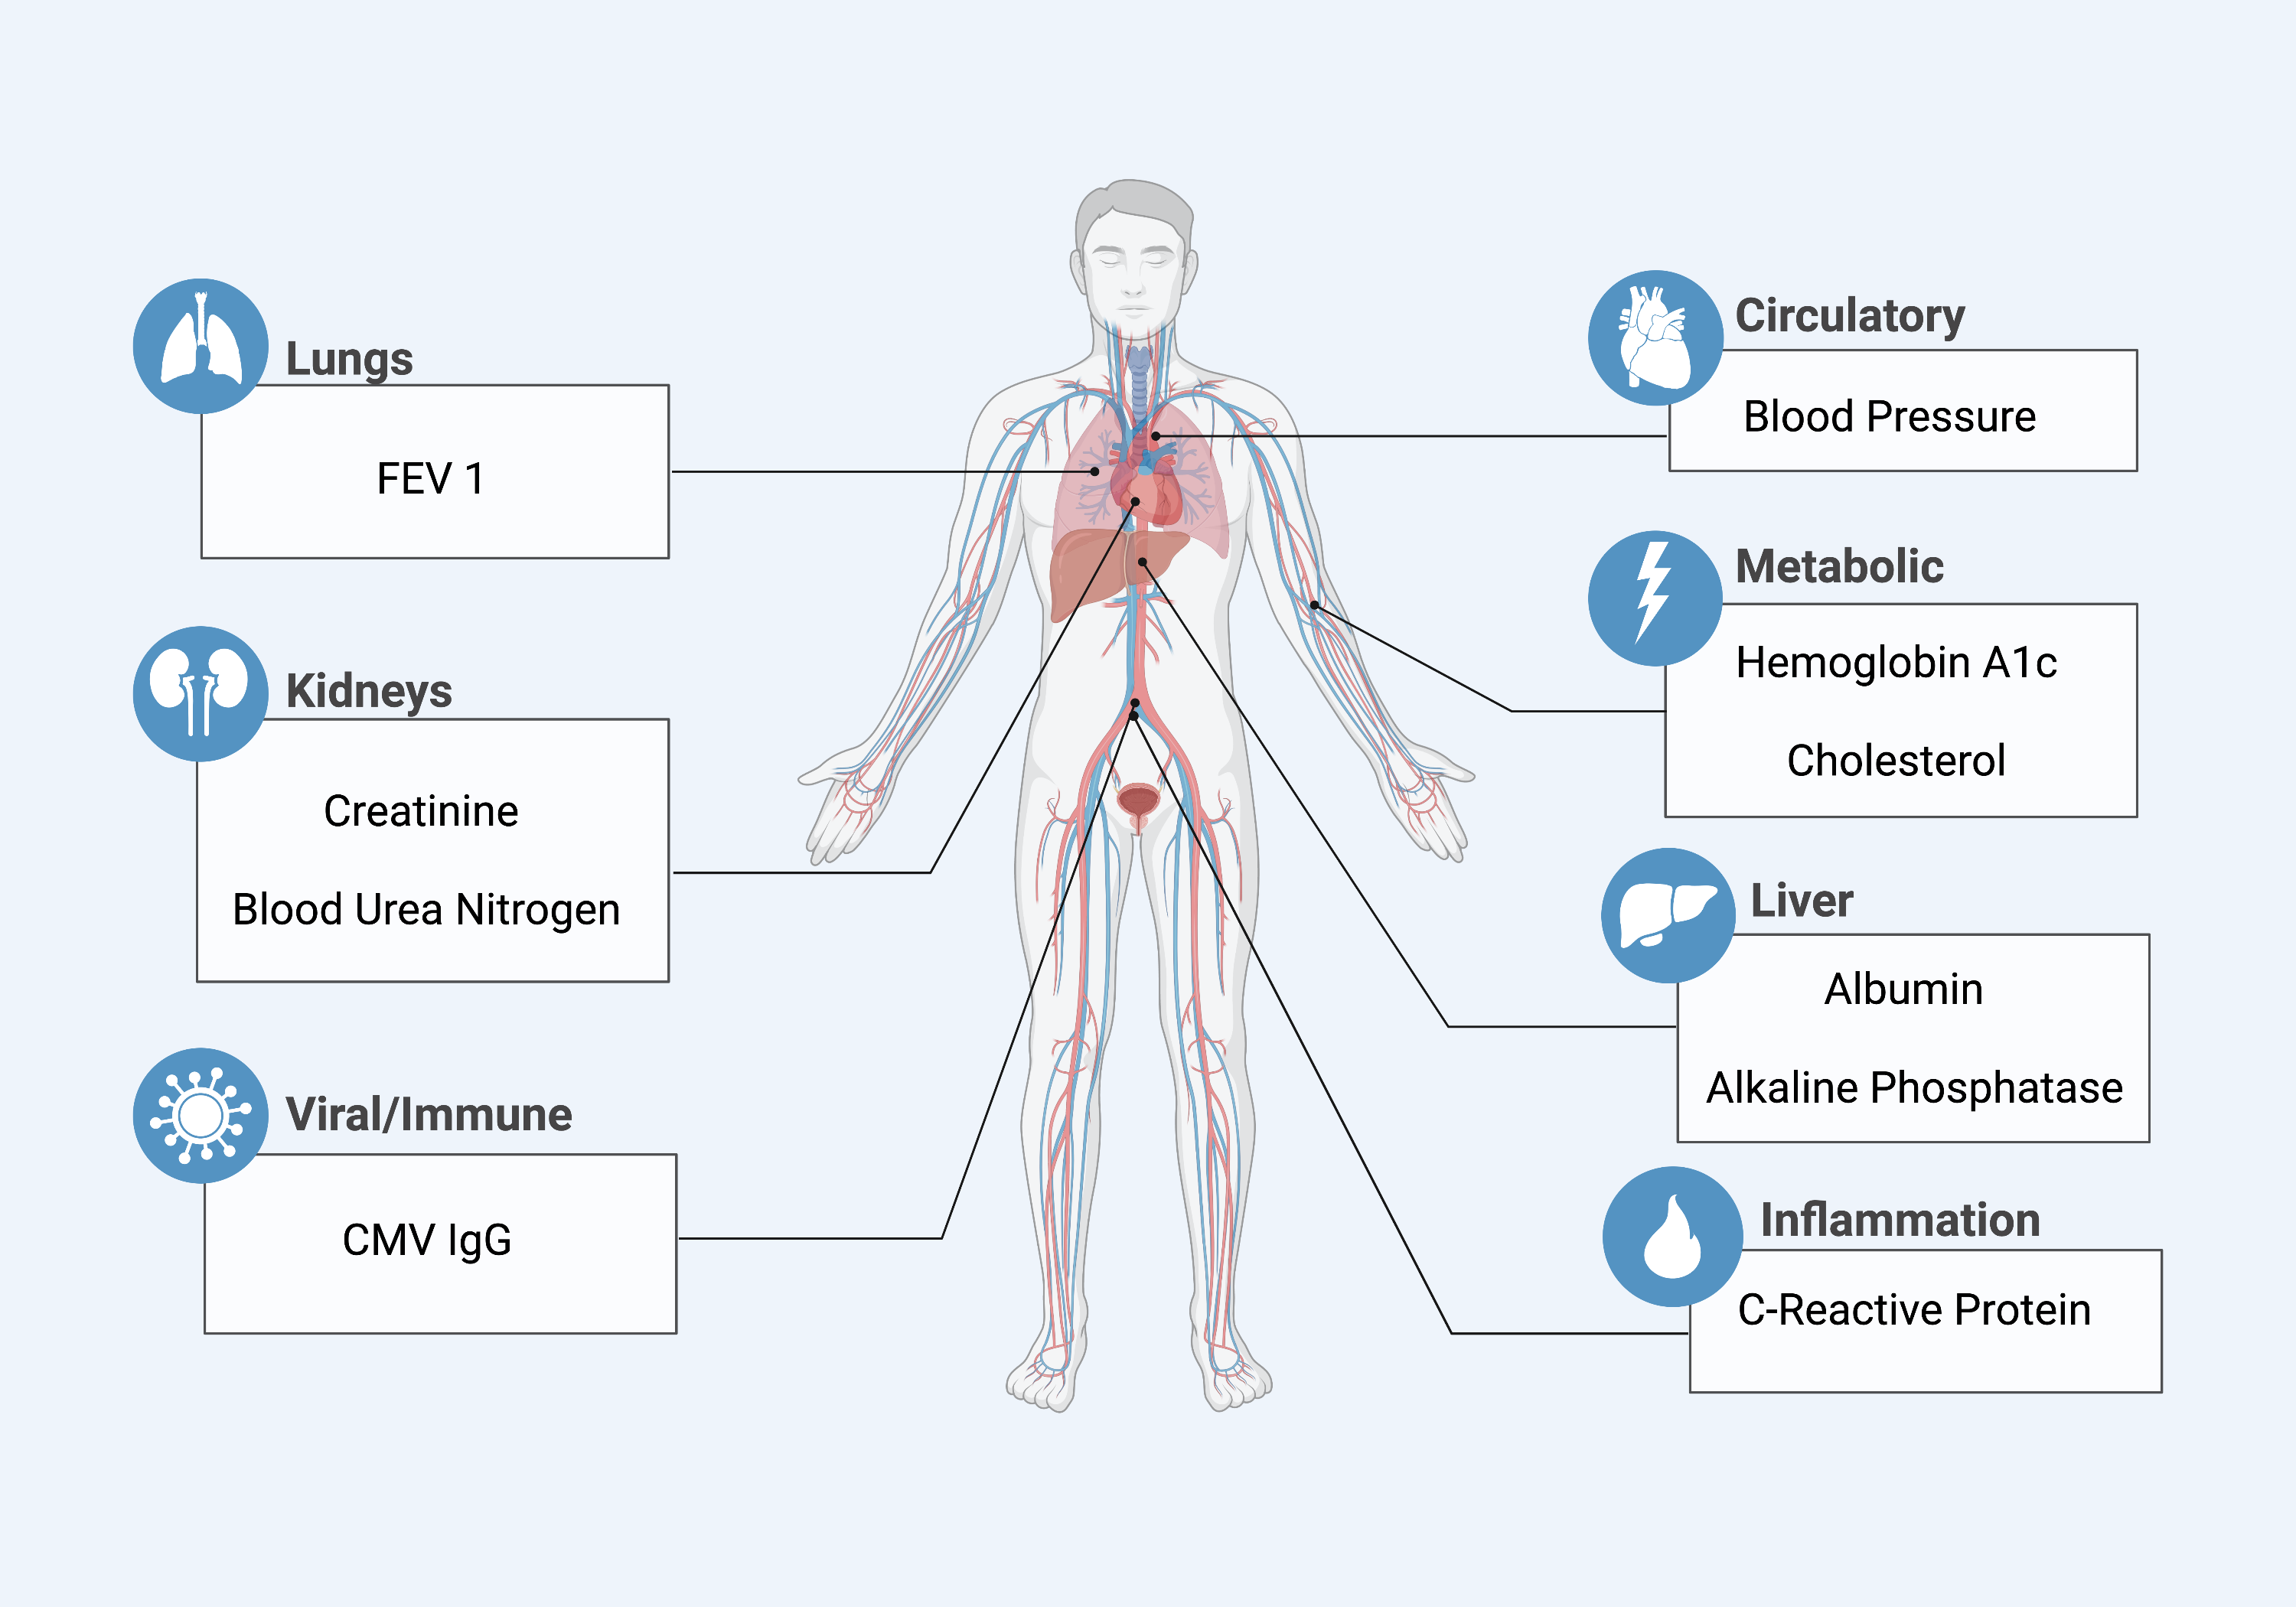 Lungs
FEV 1
Kidneys
Creatinine
Blood Urea Nitrogen
Viral/Immune
CMV IgG
Circulatory
Blood Pressure
Metabolic
Hemoglobin A1c
Cholesterol
Liver
Albumin
Alkaline Phosphatase
Inflammation
C-Reactive Protein